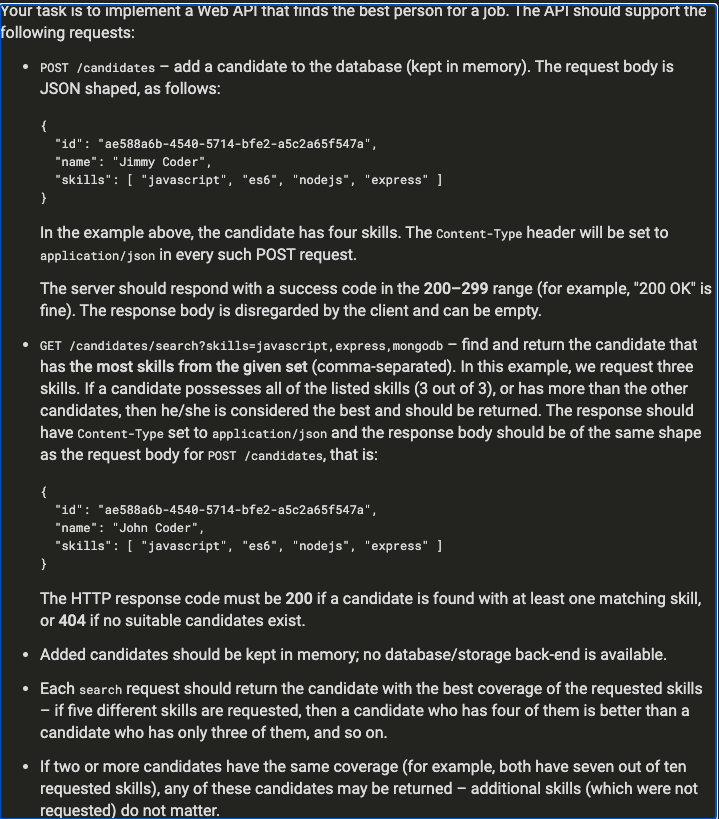 Your task is to implement a Web API that finds the best person for a job. The API should support the
following requests:
• POST /candidates – add a candidate to the database (kept in memory). The request body is
JSON shaped, as follows:
{
"id": "ae588a6b-4540-5714-bfe2-a5c2a65f547a",
"name": "Jimmy Coder",
"skills": [ "javascript", "es6", "nodejs", "express" ]
}
In the example above, the candidate has four skills. The Content-Type header will be set to
application/json in every such POST request.
The server should respond with a success code in the 200–299 range (for example, "200 OK" is
fine). The response body is disregarded by the client and can be empty.
• GET /candidates/search?skills=javascript,express,mongodb – find and return the candidate that
has the most skills from the given set (comma-separated). In this example, we request three
skills. If a candidate possesses all of the listed skills (3 out of 3), or has more than the other
candidates, then he/she is considered the best and should be returned. The response should
have Content-Type set to application/json and the response body should be of the same shape
as the request body for POST /candidates, that is:
{
"id": "ae588a6b-4540-5714-bfe2-a5c2a65f547a",
"name": "John Coder",
"skills": [ "javascript", "es6", "nodejs", "express" ]
}
The HTTP response code must be 200 if a candidate is found with at least one matching skill,
or 404 if no suitable candidates exist.
• Added candidates should be kept in memory; no database/storage back-end is available.
• Each search request should return the candidate with the best coverage of the requested skills
– if five different skills are requested, then a candidate who has four of them is better than a
candidate who has only three of them, and so on.
• If two or more candidates have the same coverage (for example, both have seven out of ten
requested skills), any of these candidates may be returned – additional skills (which were not
requested) do not matter.